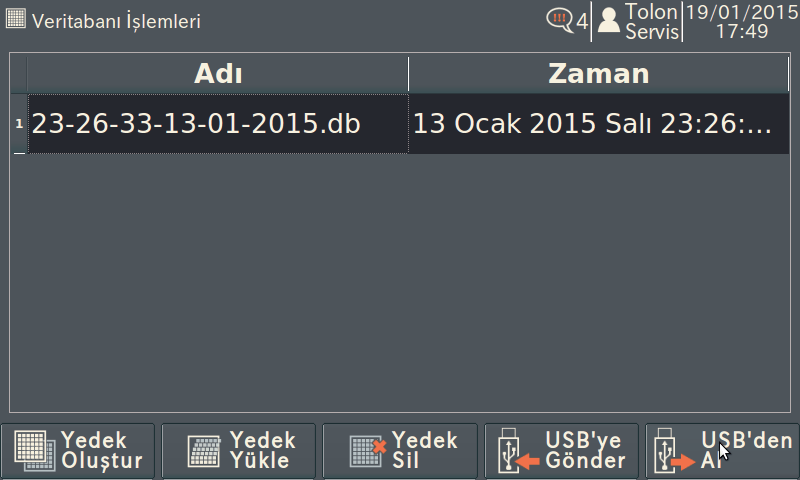 Veritabanı İşlemleri
!!! 4
Tolon
Servis
19/01/2015
17:49
Adı Zaman
1 23-26-33-13-01-2015.db 13 Ocak 2015 Salı 23:26:...
Yedek
Oluştur
Yedek
Yükle
Yedek
Sil
USB'ye
Gönder
USB'den
Al